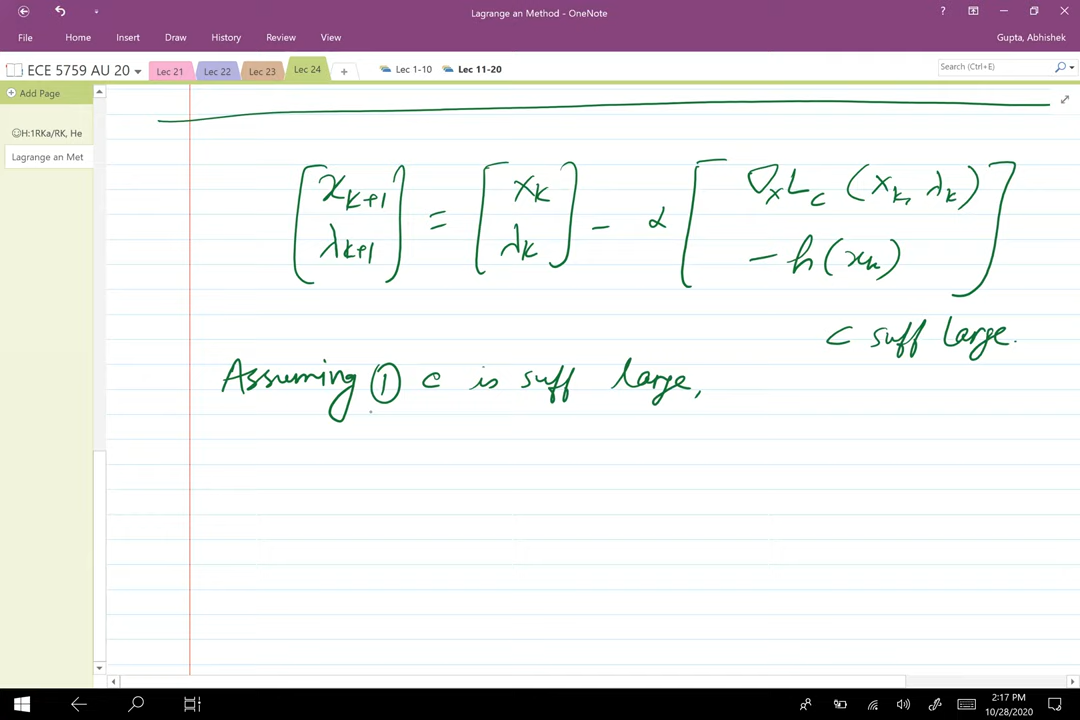 Lagrange an Method - OneNote
File Home Insert Draw History Review View
Gupta, Abhishek
ECE 5759 AU 20 Lec 21 Lec 22 Lec 23 Lec 24 + Lec 1-10 Lec 11-20
Search (Ctrl+E)
Add Page
☺H:1RKa/RK, He
Lagrange an Met
[x_{k+1} ; λ_{k+1}] = [x_k ; λ_k] - α [∇_x L_c (x_k, λ_k) ; - h(x_k)]
c suff large.
Assuming ① c is suff large,
2:17 PM
10/28/2020